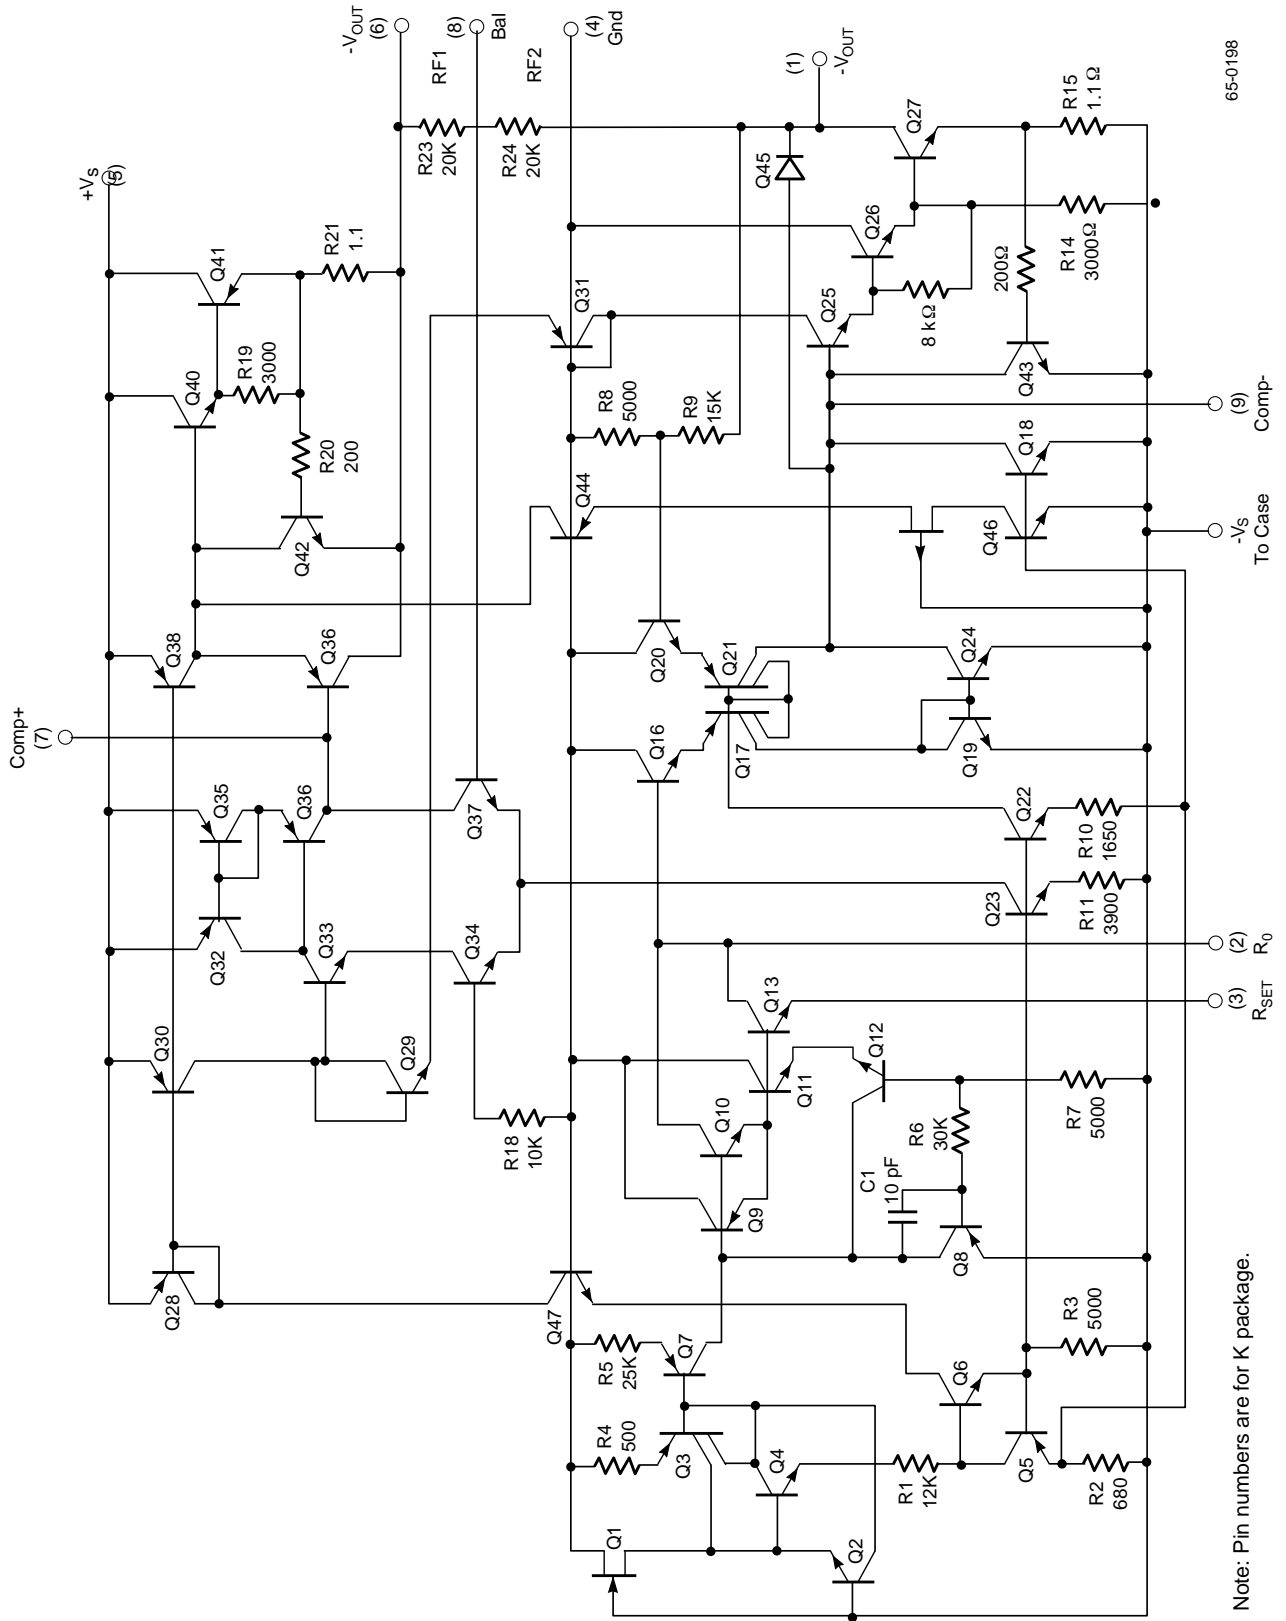 Comp+
(7)
+VS
(5)
Q28
Q30
Q32
Q35
Q38
Q40
Q41
R19
3000
R20
200
R21
1.1
Q33
Q36
Q36
Q42
-VOUT
(6)
Q29
Q34
Q37
R23
20K
RF1
(8)
Bal
R18
10K
R24
20K
RF2
Q47
Q44
Q31
(4)
Gnd
R4
500
R5
25K
R8
5000
Q1
Q3
Q7
Q10
Q16
Q20
R9
15K
Q9
Q11
Q13
Q17
Q21
Q45
(1)
-VOUT
Q4
Q2
C1
10 pF
Q12
Q25
Q26
Q27
R1
12K
R6
30K
8 kΩ
Q6
Q8
Q19
Q24
Q5
Q23
Q22
Q46
Q18
Q43
200Ω
R2
680
R3
5000
R7
5000
R11
3900
R10
1650
R14
3000Ω
R15
1.1 Ω
(3)
RSET
(2)
R0
-VS
To Case
(9)
Comp-
Note: Pin numbers are for K package.
65-0198